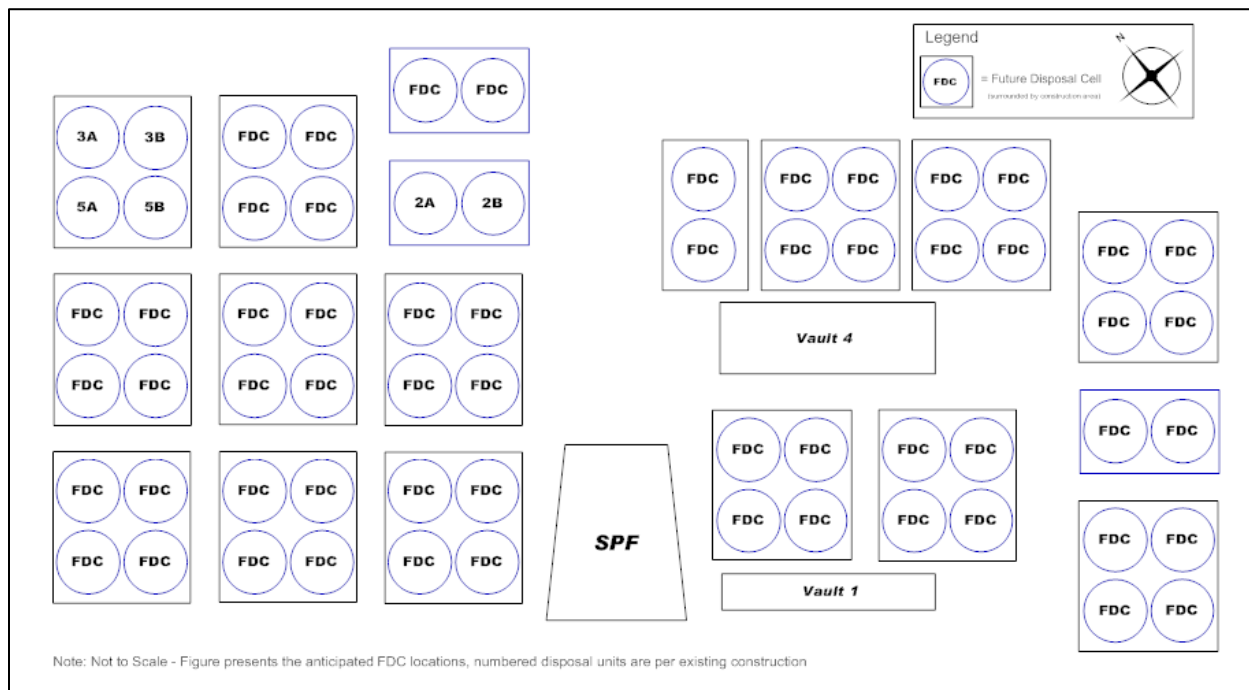 Legend
N
FDC = Future Disposal Cell
(surrounded by construction area)
FDC FDC
3A 3B FDC FDC
5A 5B FDC FDC
2A 2B
FDC FDC FDC FDC FDC
FDC FDC FDC FDC FDC
FDC FDC
FDC FDC
FDC FDC FDC FDC FDC FDC
FDC FDC FDC FDC FDC FDC
Vault 4
FDC FDC
FDC FDC FDC FDC
FDC FDC FDC FDC
FDC FDC FDC FDC FDC FDC
FDC FDC FDC FDC FDC FDC
SPF
Vault 1
FDC FDC
FDC FDC
Note: Not to Scale - Figure presents the anticipated FDC locations, numbered disposal units are per existing construction